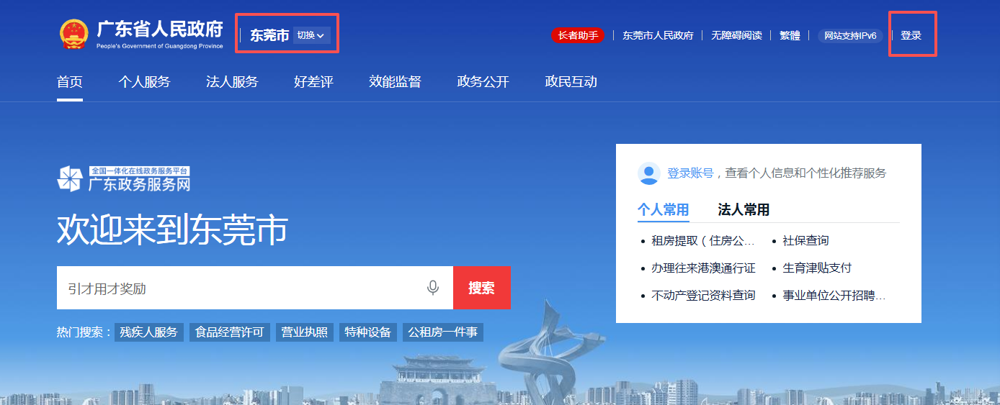 广东省人民政府
People's Government of Guangdong Province
东莞市 切换
长者助手 东莞市人民政府 无障碍阅读 繁體 网站支持IPv6 登录
首页 个人服务 法人服务 好差评 效能监督 政务公开 政民互动
全国一体化在线政务服务平台
广东政务服务网
欢迎来到东莞市
引才用才奖励 搜索
热门搜索： 残疾人服务 食品经营许可 营业执照 特种设备 公租房一件事
登录账号，查看个人信息和个性化推荐服务
个人常用 法人常用
租房提取（住房公... 社保查询
办理往来港澳通行证 生育津贴支付
不动产登记资料查询 事业单位公开招聘...